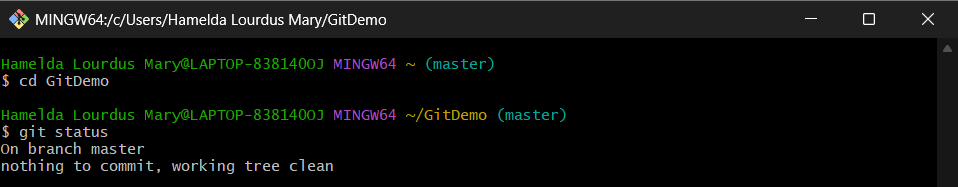 MINGW64:/c/Users/Hamelda Lourdus Mary/GitDemo
Hamelda Lourdus Mary@LAPTOP-838140OJ MINGW64 ~ (master)
$ cd GitDemo
Hamelda Lourdus Mary@LAPTOP-838140OJ MINGW64 ~/GitDemo (master)
$ git status
On branch master
nothing to commit, working tree clean